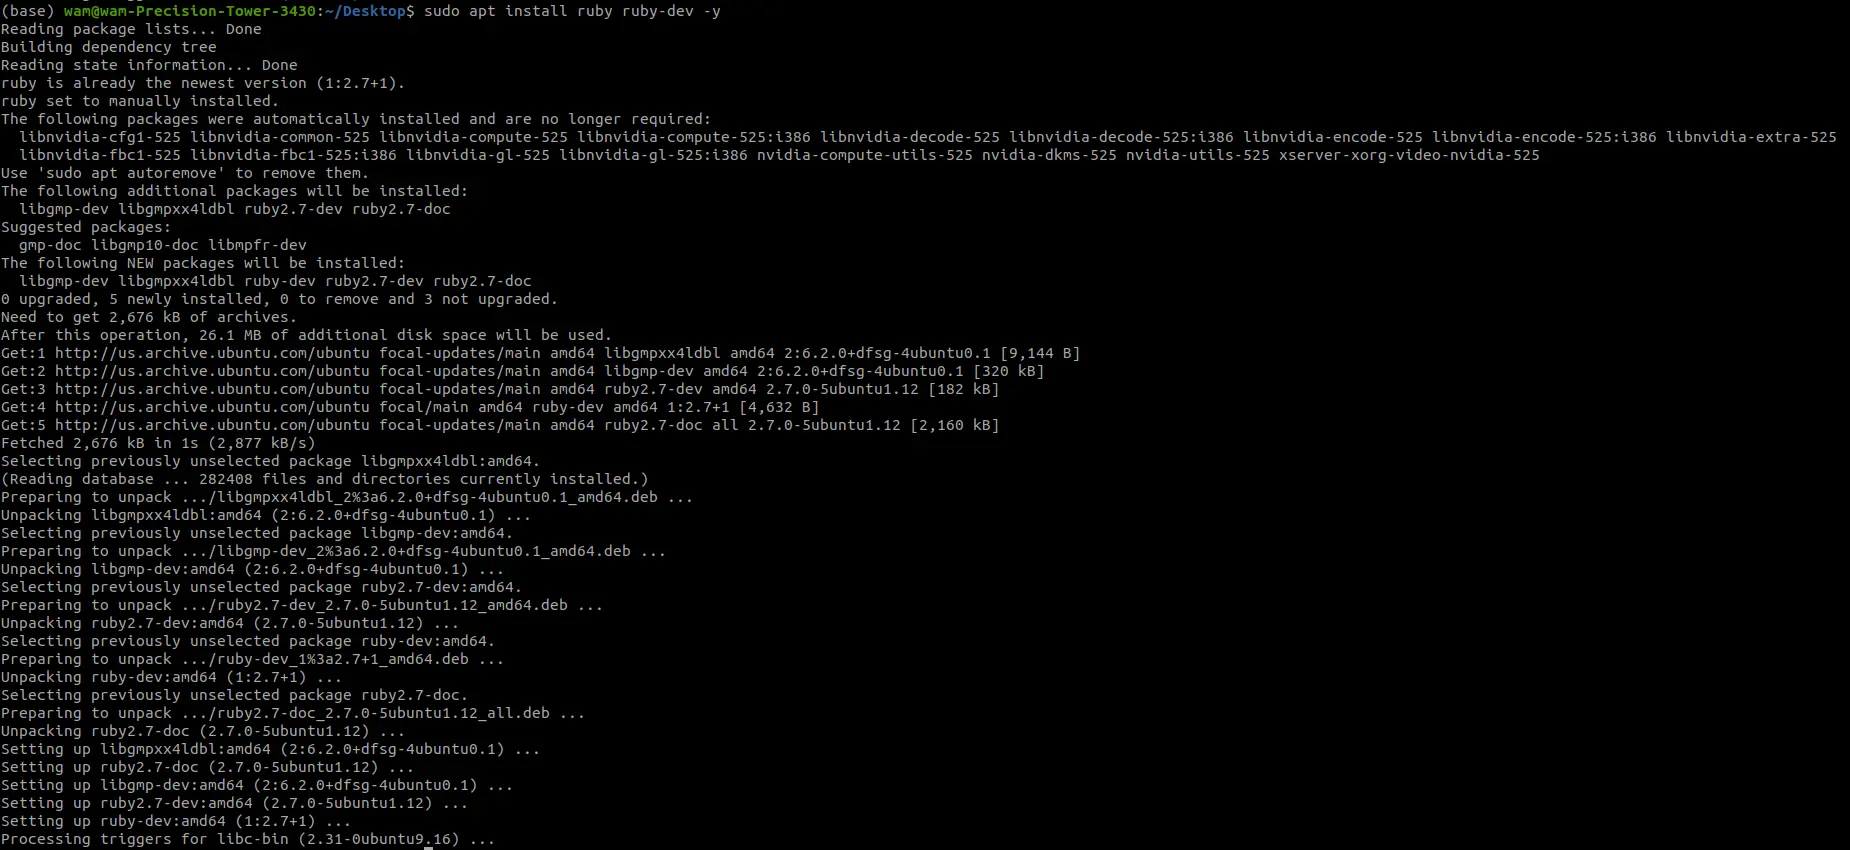 (base) wam@wam-Precision-Tower-3430:~/Desktop$ sudo apt install ruby ruby-dev -y
Reading package lists... Done
Building dependency tree
Reading state information... Done
ruby is already the newest version (1:2.7+1).
ruby set to manually installed.
The following packages were automatically installed and are no longer required:
  libnvidia-cfg1-525 libnvidia-common-525 libnvidia-compute-525 libnvidia-compute-525:i386 libnvidia-decode-525 libnvidia-decode-525:i386 libnvidia-encode-525 libnvidia-encode-525:i386 libnvidia-extra-525
  libnvidia-fbc1-525 libnvidia-fbc1-525:i386 libnvidia-gl-525 libnvidia-gl-525:i386 nvidia-compute-utils-525 nvidia-dkms-525 nvidia-utils-525 xserver-xorg-video-nvidia-525
Use 'sudo apt autoremove' to remove them.
The following additional packages will be installed:
  libgmp-dev libgmpxx4ldbl ruby2.7-dev ruby2.7-doc
Suggested packages:
  gmp-doc libgmp10-doc libmpfr-dev
The following NEW packages will be installed:
  libgmp-dev libgmpxx4ldbl ruby-dev ruby2.7-dev ruby2.7-doc
0 upgraded, 5 newly installed, 0 to remove and 3 not upgraded.
Need to get 2,676 kB of archives.
After this operation, 26.1 MB of additional disk space will be used.
Get:1 http://us.archive.ubuntu.com/ubuntu focal-updates/main amd64 libgmpxx4ldbl amd64 2:6.2.0+dfsg-4ubuntu0.1 [9,144 B]
Get:2 http://us.archive.ubuntu.com/ubuntu focal-updates/main amd64 libgmp-dev amd64 2:6.2.0+dfsg-4ubuntu0.1 [320 kB]
Get:3 http://us.archive.ubuntu.com/ubuntu focal-updates/main amd64 ruby2.7-dev amd64 2.7.0-5ubuntu1.12 [182 kB]
Get:4 http://us.archive.ubuntu.com/ubuntu focal/main amd64 ruby-dev amd64 1:2.7+1 [4,632 B]
Get:5 http://us.archive.ubuntu.com/ubuntu focal-updates/main amd64 ruby2.7-doc all 2.7.0-5ubuntu1.12 [2,160 kB]
Fetched 2,676 kB in 1s (2,877 kB/s)
Selecting previously unselected package libgmpxx4ldbl:amd64.
(Reading database ... 282408 files and directories currently installed.)
Preparing to unpack .../libgmpxx4ldbl_2%3a6.2.0+dfsg-4ubuntu0.1_amd64.deb ...
Unpacking libgmpxx4ldbl:amd64 (2:6.2.0+dfsg-4ubuntu0.1) ...
Selecting previously unselected package libgmp-dev:amd64.
Preparing to unpack .../libgmp-dev_2%3a6.2.0+dfsg-4ubuntu0.1_amd64.deb ...
Unpacking libgmp-dev:amd64 (2:6.2.0+dfsg-4ubuntu0.1) ...
Selecting previously unselected package ruby2.7-dev:amd64.
Preparing to unpack .../ruby2.7-dev_2.7.0-5ubuntu1.12_amd64.deb ...
Unpacking ruby2.7-dev:amd64 (2.7.0-5ubuntu1.12) ...
Selecting previously unselected package ruby-dev:amd64.
Preparing to unpack .../ruby-dev_1%3a2.7+1_amd64.deb ...
Unpacking ruby-dev:amd64 (1:2.7+1) ...
Selecting previously unselected package ruby2.7-doc.
Preparing to unpack .../ruby2.7-doc_2.7.0-5ubuntu1.12_all.deb ...
Unpacking ruby2.7-doc (2.7.0-5ubuntu1.12) ...
Setting up libgmpxx4ldbl:amd64 (2:6.2.0+dfsg-4ubuntu0.1) ...
Setting up ruby2.7-doc (2.7.0-5ubuntu1.12) ...
Setting up libgmp-dev:amd64 (2:6.2.0+dfsg-4ubuntu0.1) ...
Setting up ruby2.7-dev:amd64 (2.7.0-5ubuntu1.12) ...
Setting up ruby-dev:amd64 (1:2.7+1) ...
Processing triggers for libc-bin (2.31-0ubuntu9.16) ...